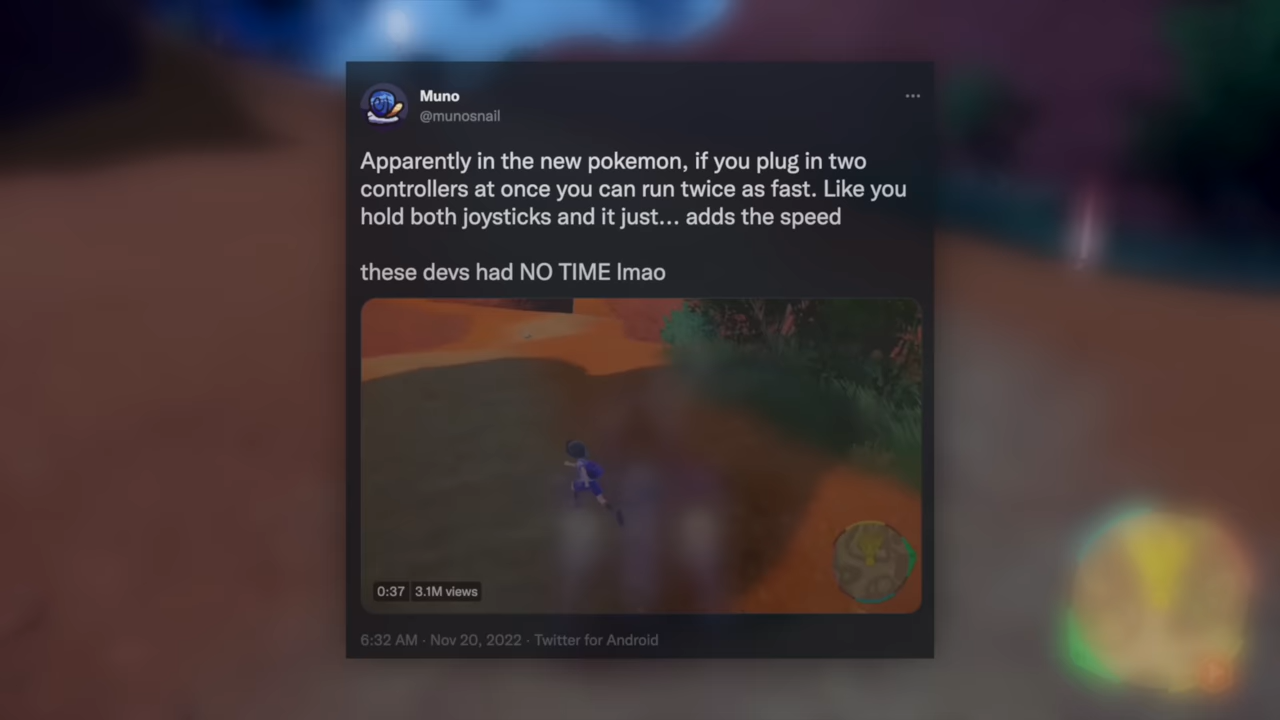 Muno
@munosnail
Apparently in the new pokemon, if you plug in two
controllers at once you can run twice as fast. Like you
hold both joysticks and it just... adds the speed
these devs had NO TIME lmao
0:37 3.1M views
6:32 AM · Nov 20, 2022 · Twitter for Android